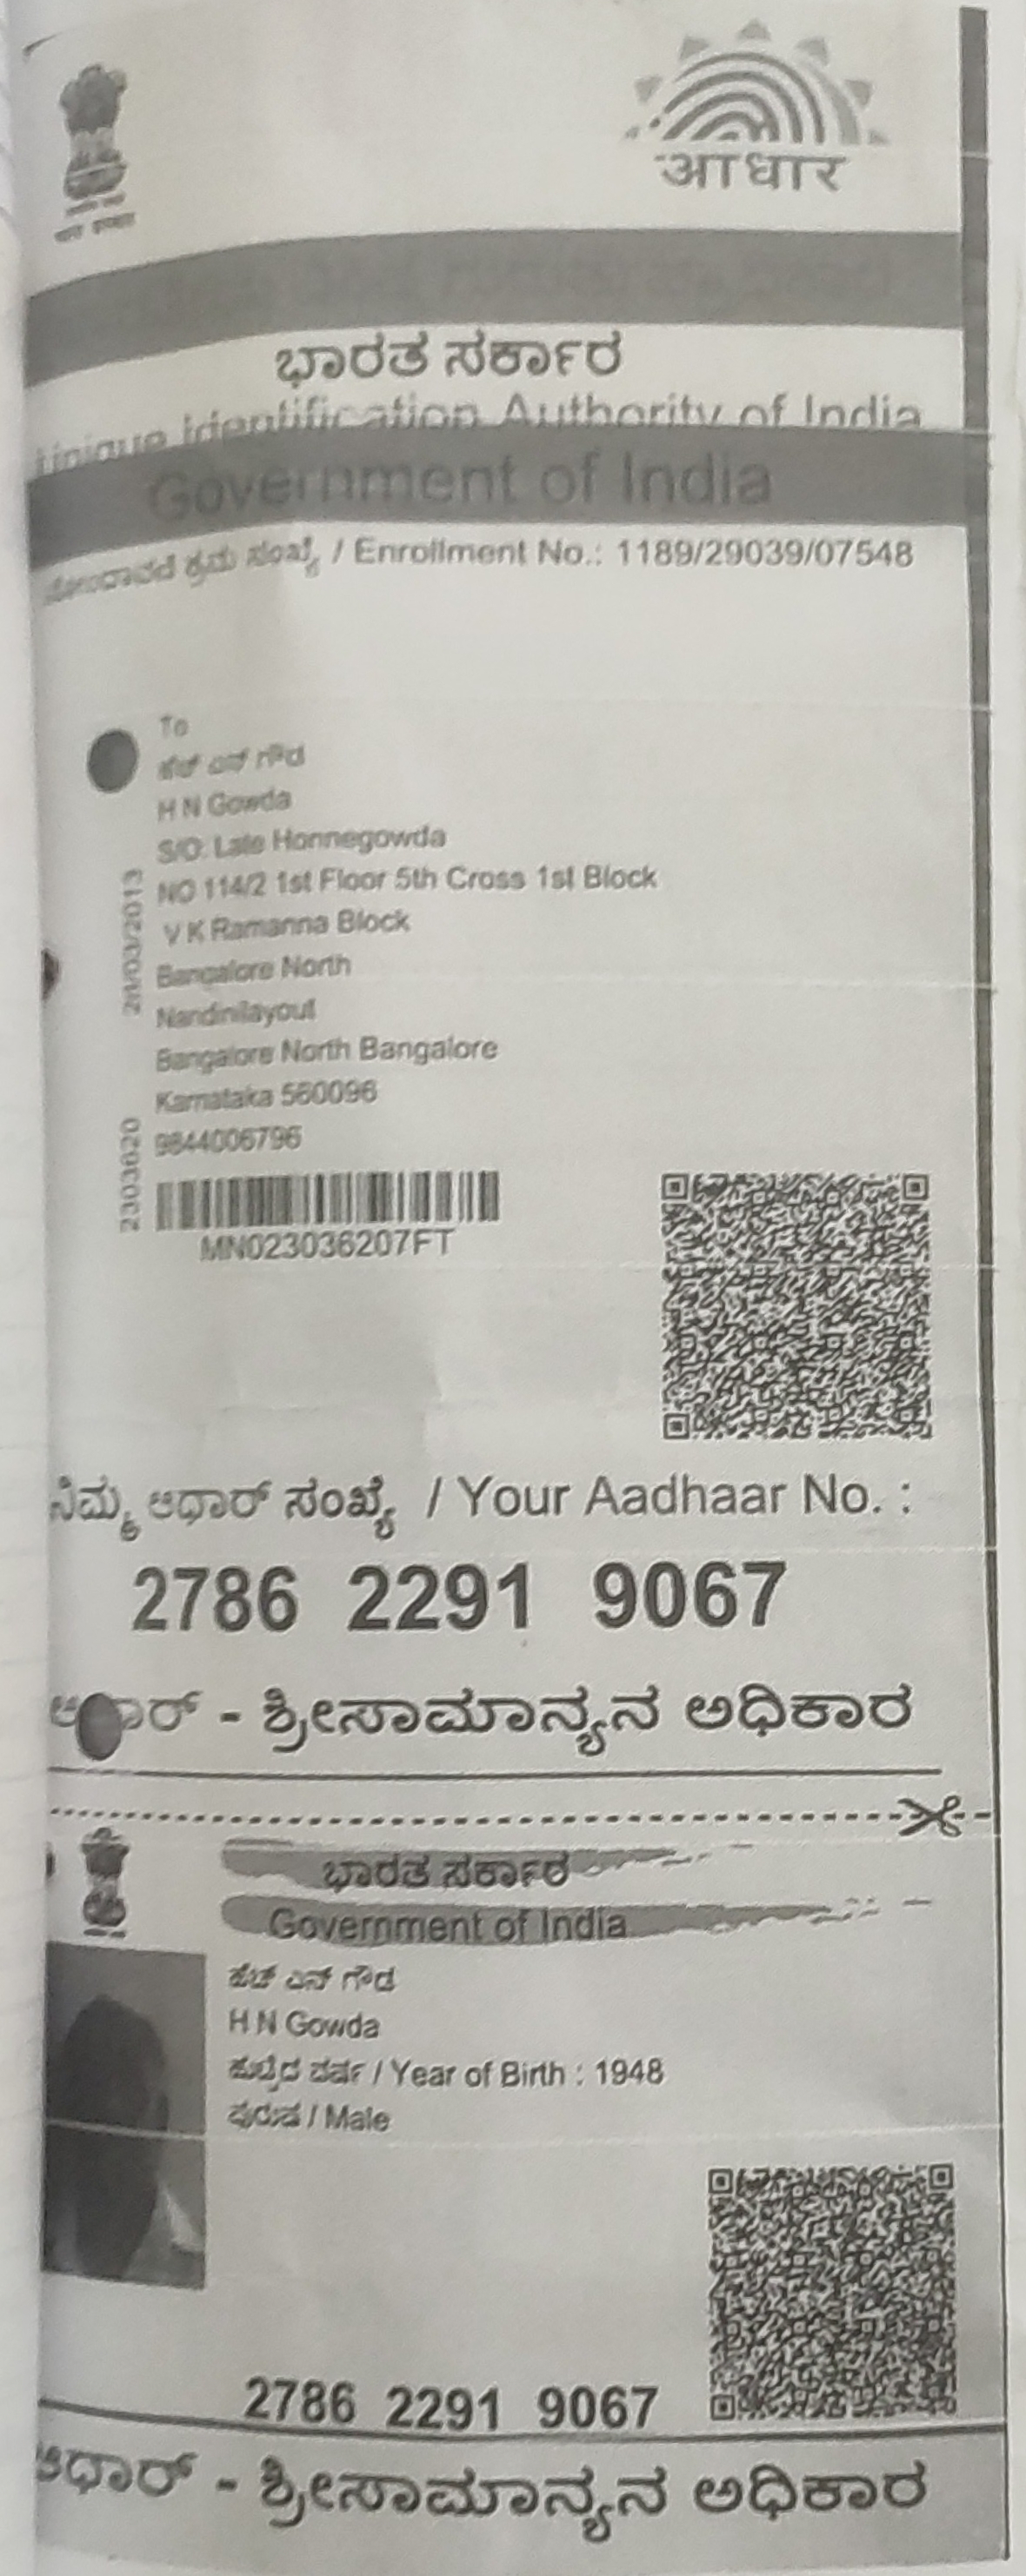 आधार
ಭಾರತ ಸರ್ಕಾರ
Unique Identification Authority of India
Government of India
ಕ್ರಮ ಸಂಖ್ಯೆ / Enrollment No.: 1189/29039/07548
To
ಹೆಚ್ ಎನ್ ಗೌಡ
H N Gowda
S/O: Late Honnegowda
NO 114/2 1st Floor 5th Cross 1st Block
V K Ramanna Block
Bangalore North
Nandinilayout
Bangalore North Bangalore
Karnataka 560096
9844006796
MN023036207FT
ನಿಮ್ಮ ಆಧಾರ್ ಸಂಖ್ಯೆ / Your Aadhaar No. :
2786 2291 9067
ಆಧಾರ್ - ಶ್ರೀಸಾಮಾನ್ಯನ ಅಧಿಕಾರ
ಭಾರತ ಸರ್ಕಾರ
Government of India
ಹೆಚ್ ಎನ್ ಗೌಡ
H N Gowda
ಹುಟ್ಟಿದ ವರ್ಷ / Year of Birth : 1948
ಪುರುಷ / Male
2786 2291 9067
ಆಧಾರ್ - ಶ್ರೀಸಾಮಾನ್ಯನ ಅಧಿಕಾರ